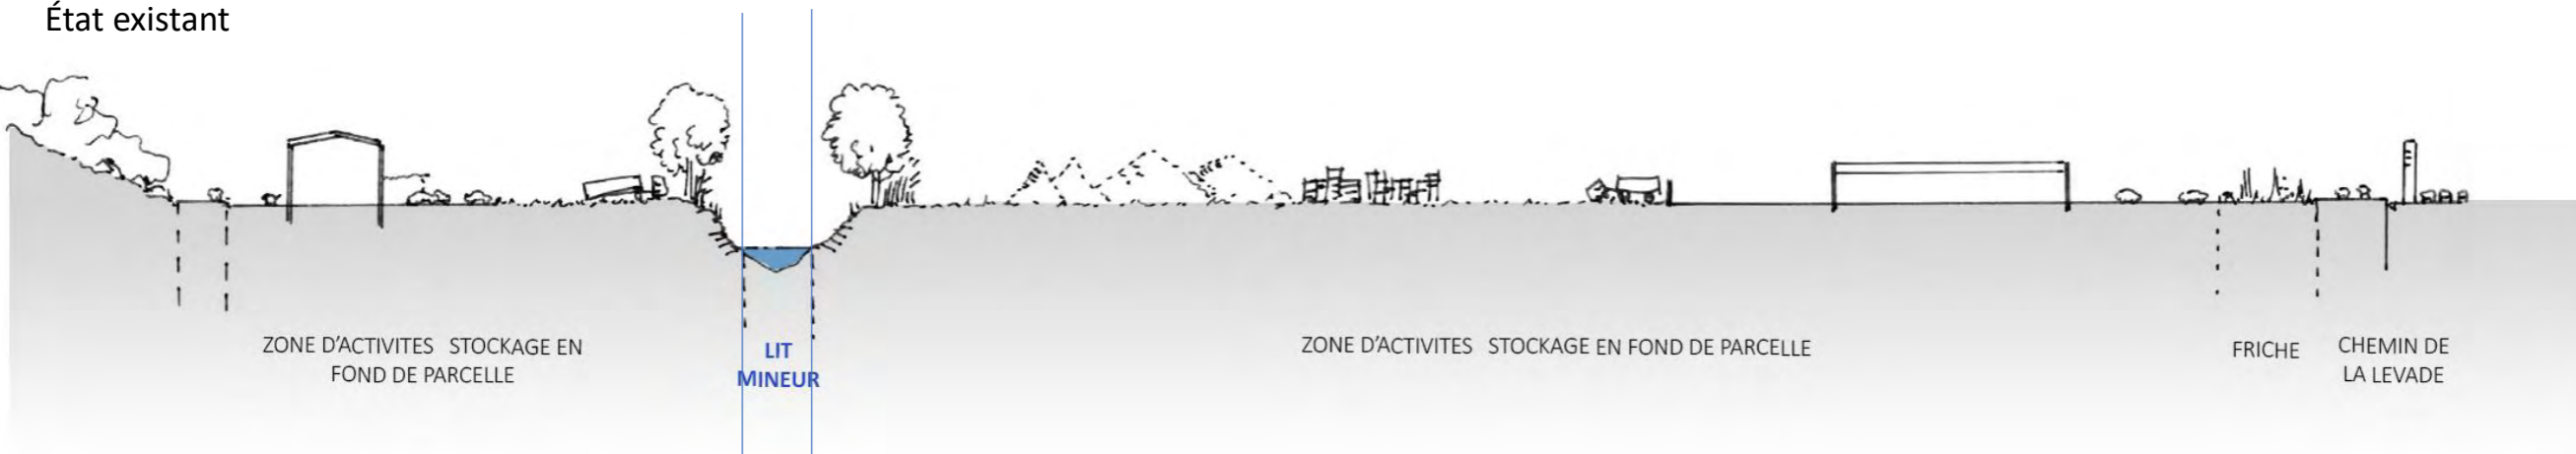 État existant
ZONE D'ACTIVITES STOCKAGE EN
FOND DE PARCELLE
LIT
MINEUR
ZONE D'ACTIVITES STOCKAGE EN FOND DE PARCELLE
FRICHE
CHEMIN DE
LA LEVADE